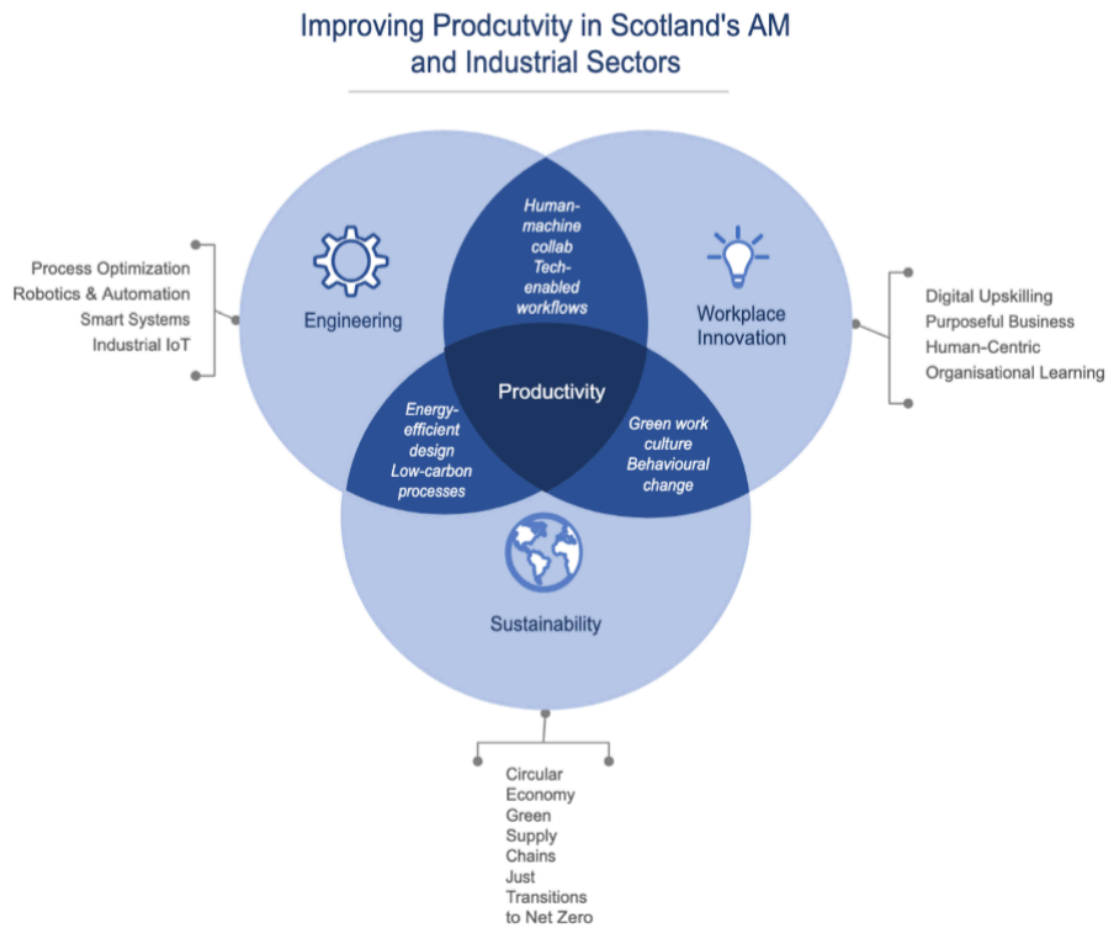 Improving Prodcutvity in Scotland's AM
and Industrial Sectors
Human-
machine
collab
Tech-
enabled
workflows
Engineering
Workplace
Innovation
Process Optimization
Robotics & Automation
Smart Systems
Industrial IoT
Digital Upskilling
Purposeful Business
Human-Centric
Organisational Learning
Productivity
Energy-
efficient
design
Low-carbon
processes
Green work
culture
Behavioural
change
Sustainability
Circular
Economy
Green
Supply
Chains
Just
Transitions
to Net Zero